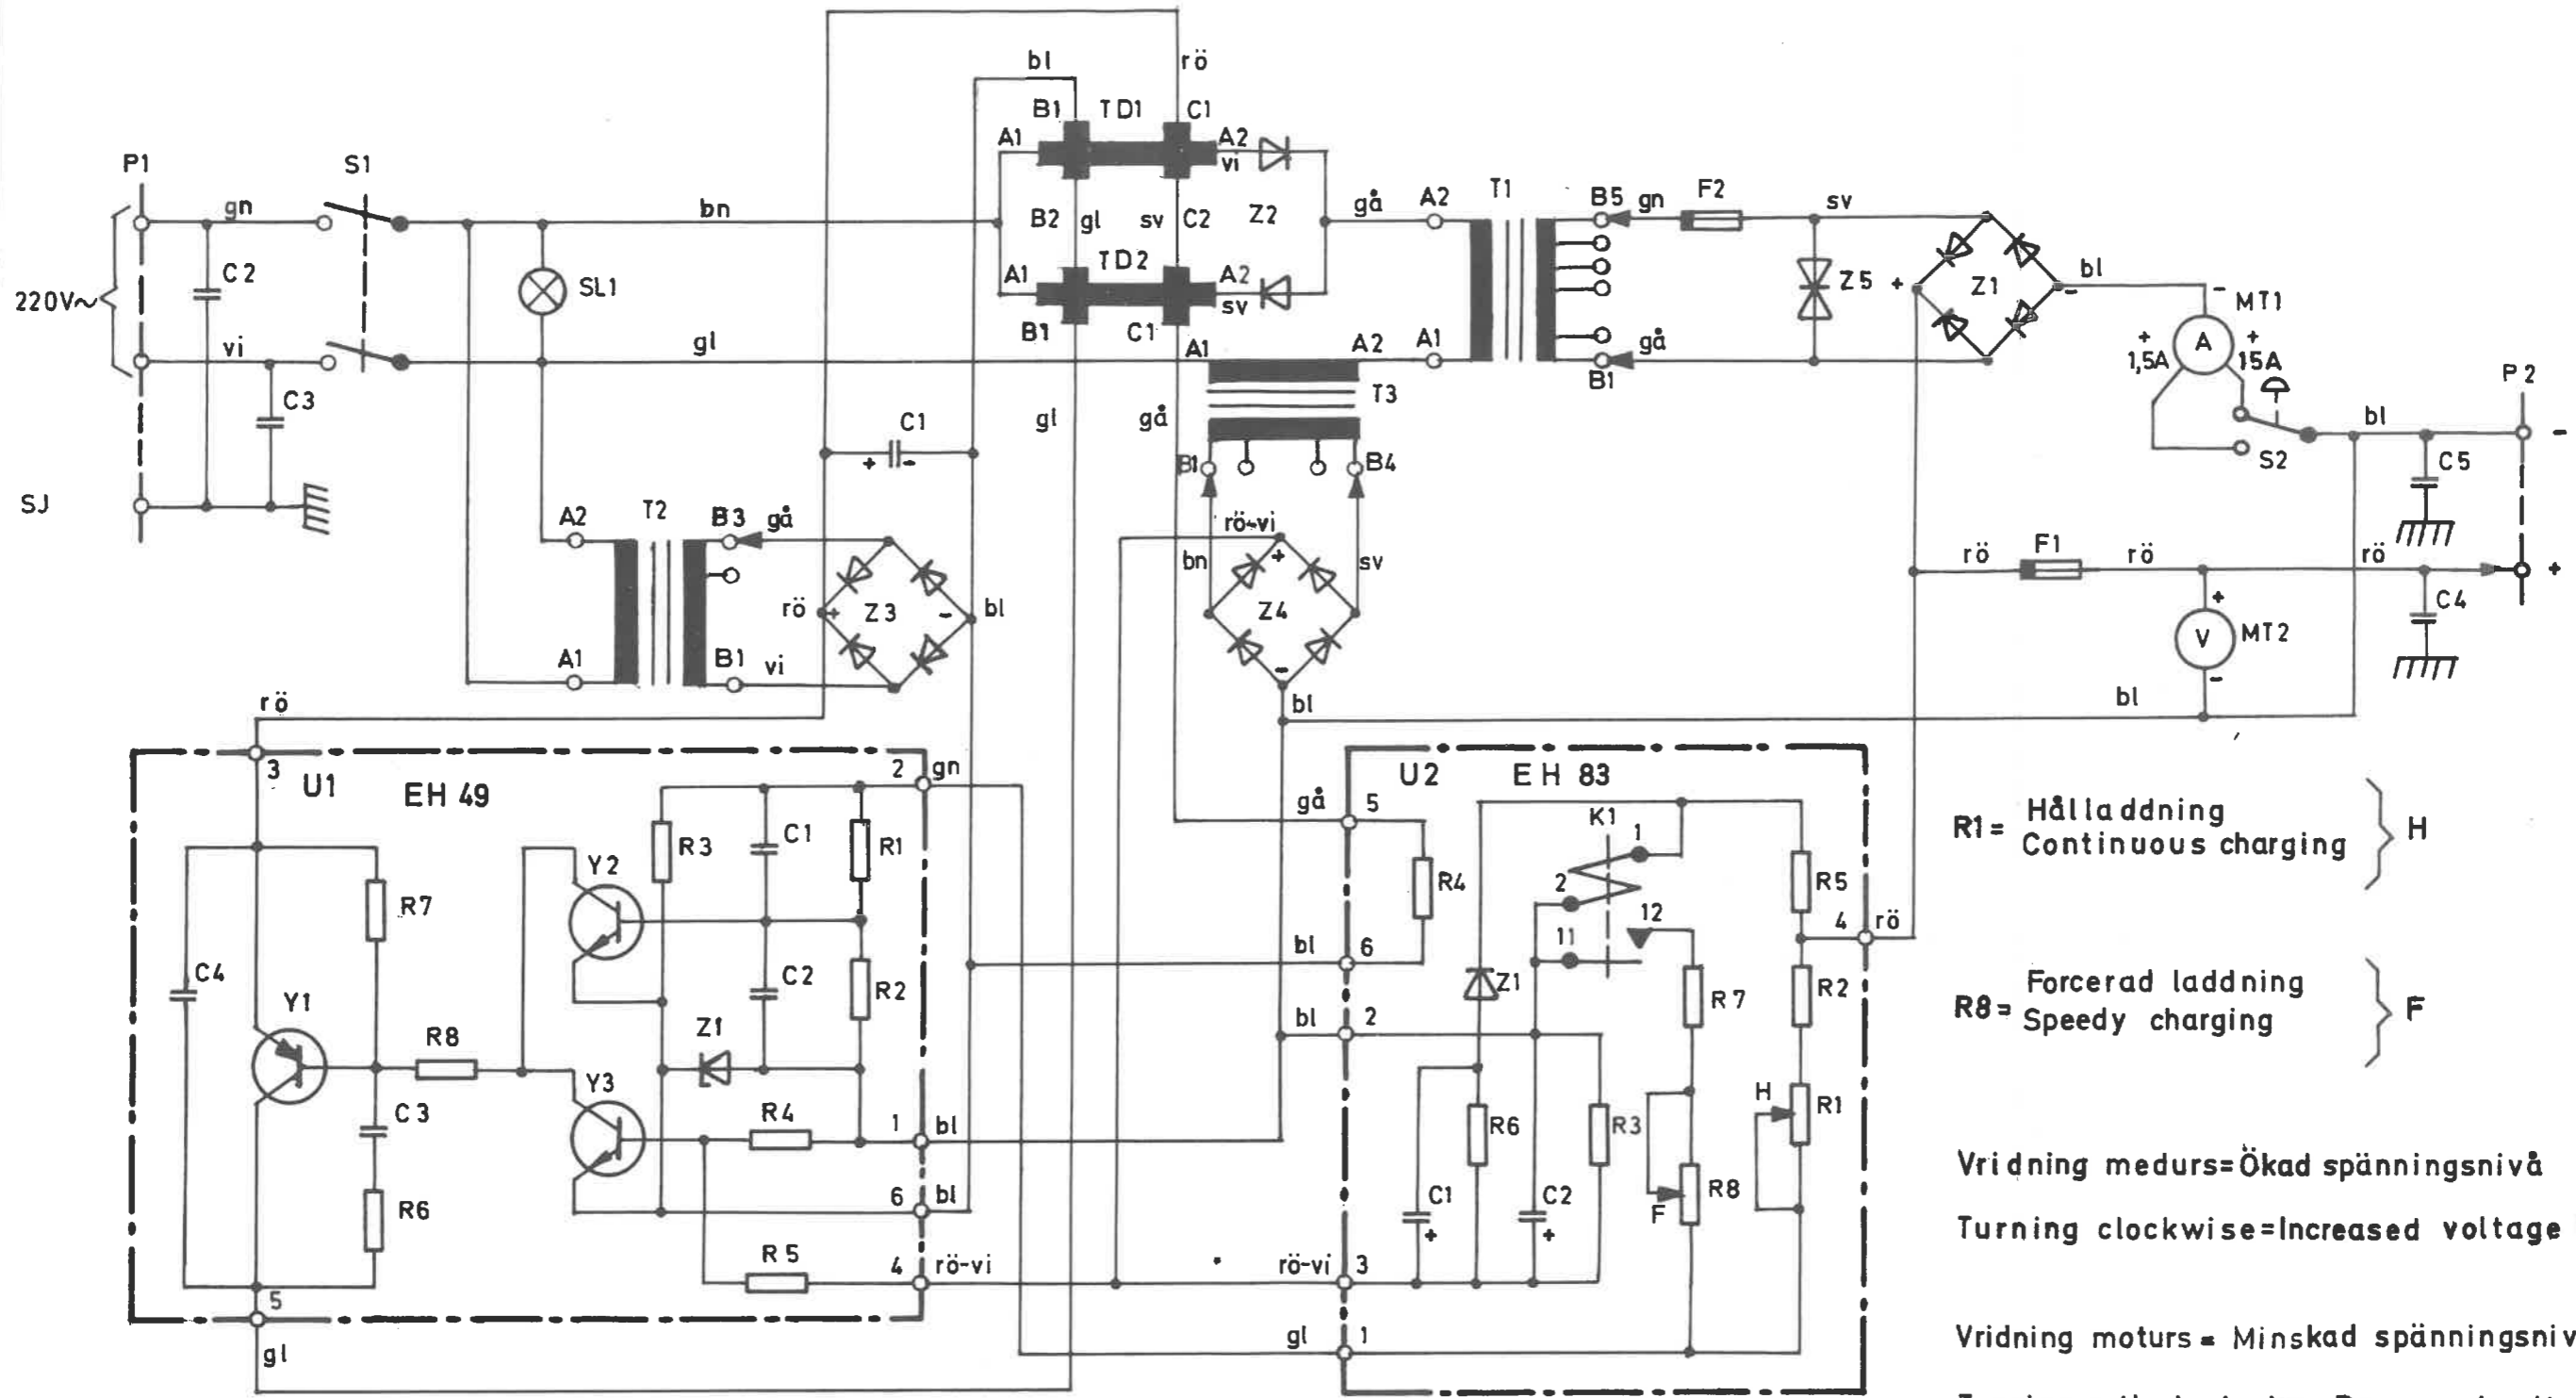 bl
rö
B1 TD1 C1
A1 A2
vi
P1 S1
gn bn B2 gl sv C2 Z2 gå A2 T1 B5 gn F2 sv
C2 SL1 TD2
A1 A2
sv
220V~
Z5 + Z1 - bl
- MT1
+ A +
1,5A 15A
vi gl B1 C1 A1 A2 A1 gå
B1
T3
P2
C3 C1 gl gå
+ -
B1 B4
S2 bl -
C5
SJ
A2 T2 B3 gå
rö-vi
bn + sv
rö + Z3 - bl Z4
-
rö F1 rö rö +
C4
+
V MT2
-
A1 B1 vi
rö bl bl
3 U1 EH 49 2 gn
U2 EH 83
gå 5 K1 1
R3 C1 R1
Y2
R7
R4 2 R5
12
11 4 rö
bl 6
C4 C2 R2
Y1 Z1
R8
Z1 R7 R2
bl 2
Y3
C3 R4 1 bl
R6 R3 H R1
R6 6 bl
C1 + C2 + F R8
R5 4 rö-vi rö-vi 3
5
gl gl 1
R1= Hålladdning
Continuous charging } H
R8= Forcerad laddning
Speedy charging } F
Vridning medurs=Ökad spänningsnivå
Turning clockwise=Increased voltage
Vridning moturs= Minskad spänningsniv